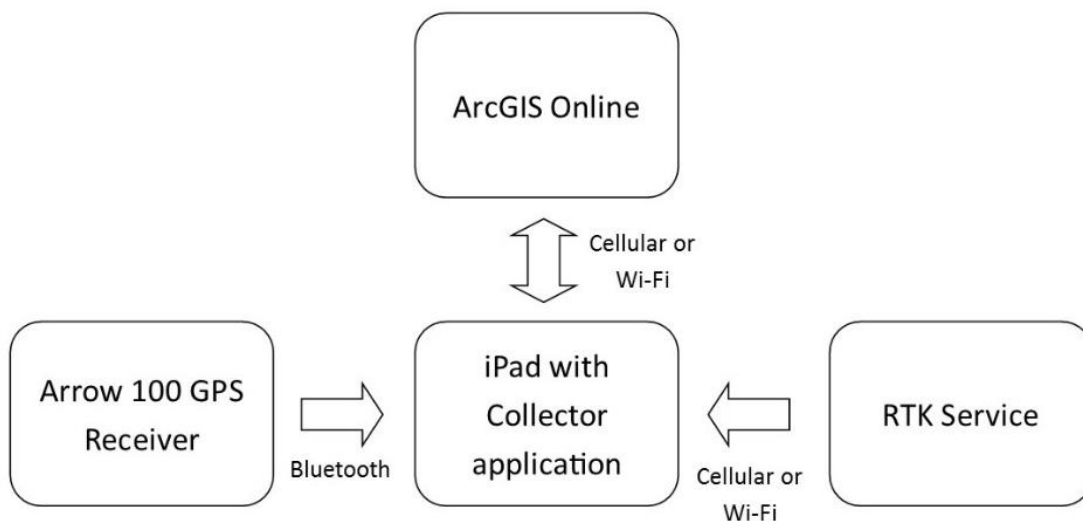 ArcGIS Online
Cellular or
Wi-Fi
Arrow 100 GPS
Receiver
Bluetooth
iPad with
Collector
application
Cellular or
Wi-Fi
RTK Service